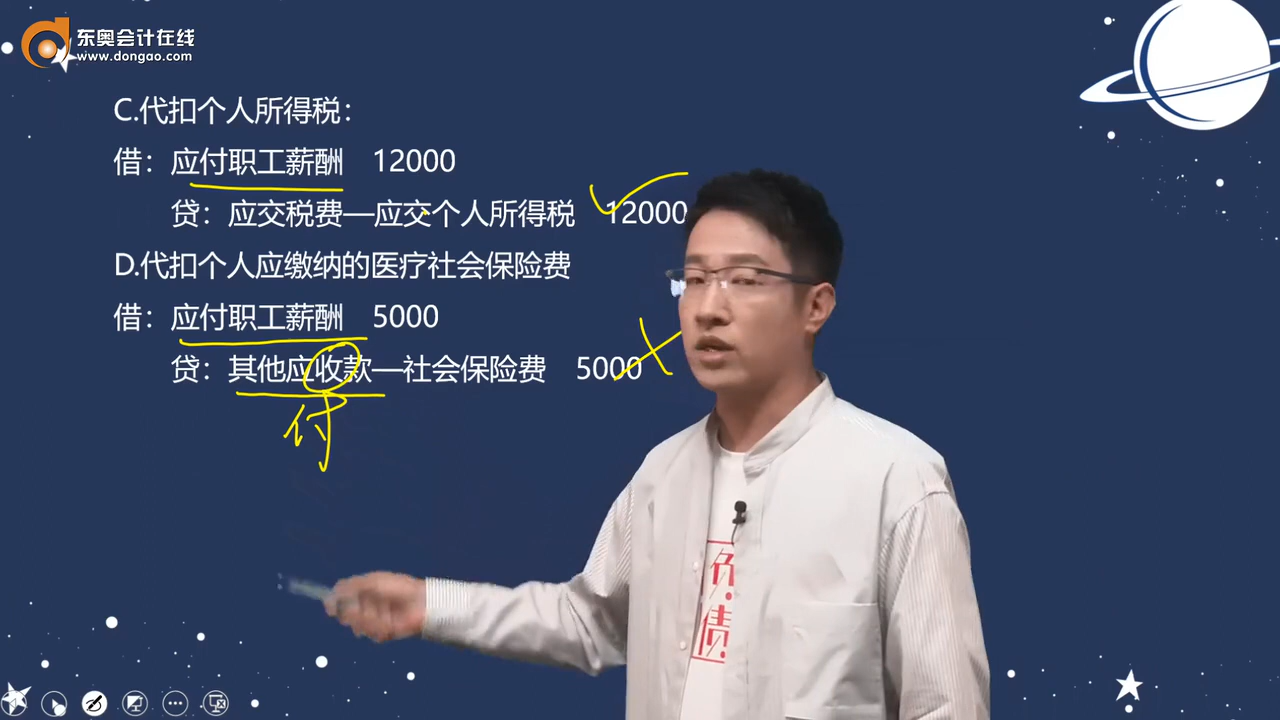 东奥会计在线
www.dongao.com
C.代扣个人所得税：
借：应付职工薪酬 12000
贷：应交税费—应交个人所得税 12000
D.代扣个人应缴纳的医疗社会保险费
借：应付职工薪酬 5000
贷：其他应收款—社会保险费 5000
付
负
债